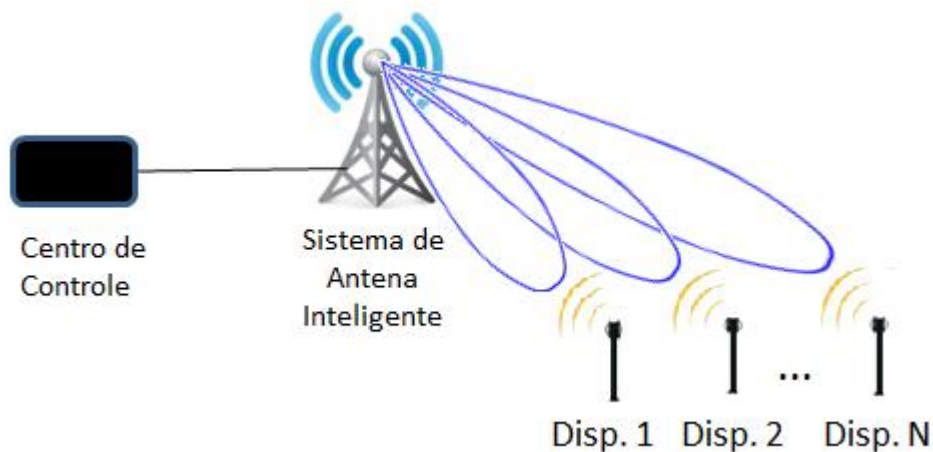 Centro de
Controle
Sistema de
Antena
Inteligente
...
Disp. 1
Disp. 2
Disp. N